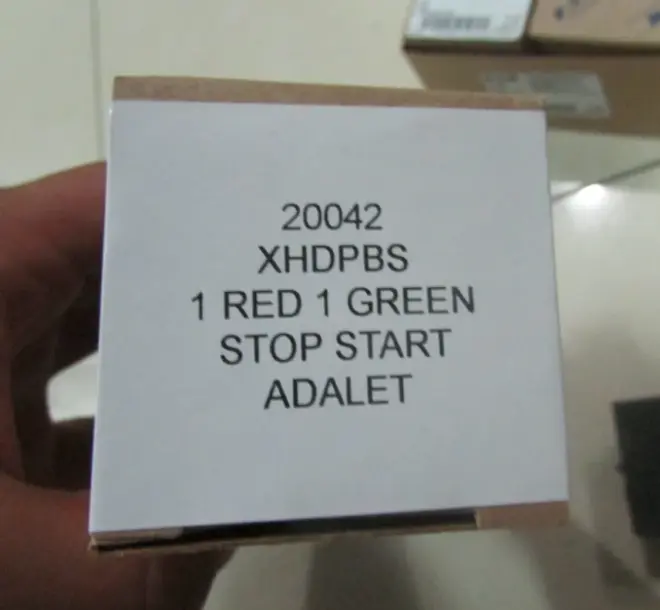 20042
XHDPBS
1 RED 1 GREEN
STOP START
ADALET